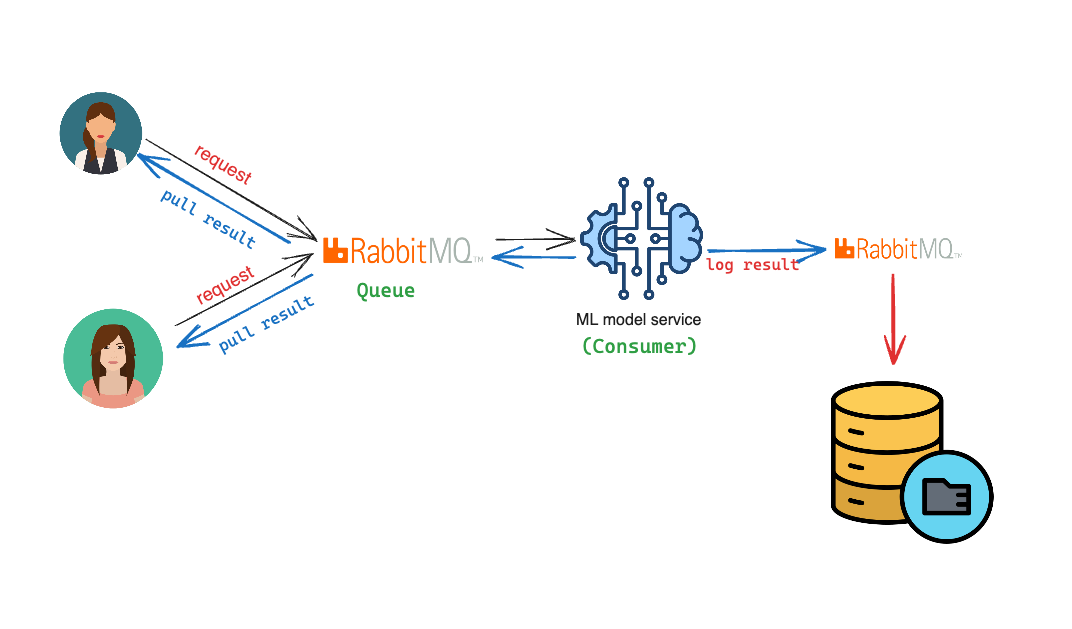 request
pull result
RabbitMQ™
Queue
request
pull result
ML model service
(Consumer)
log result
RabbitMQ™